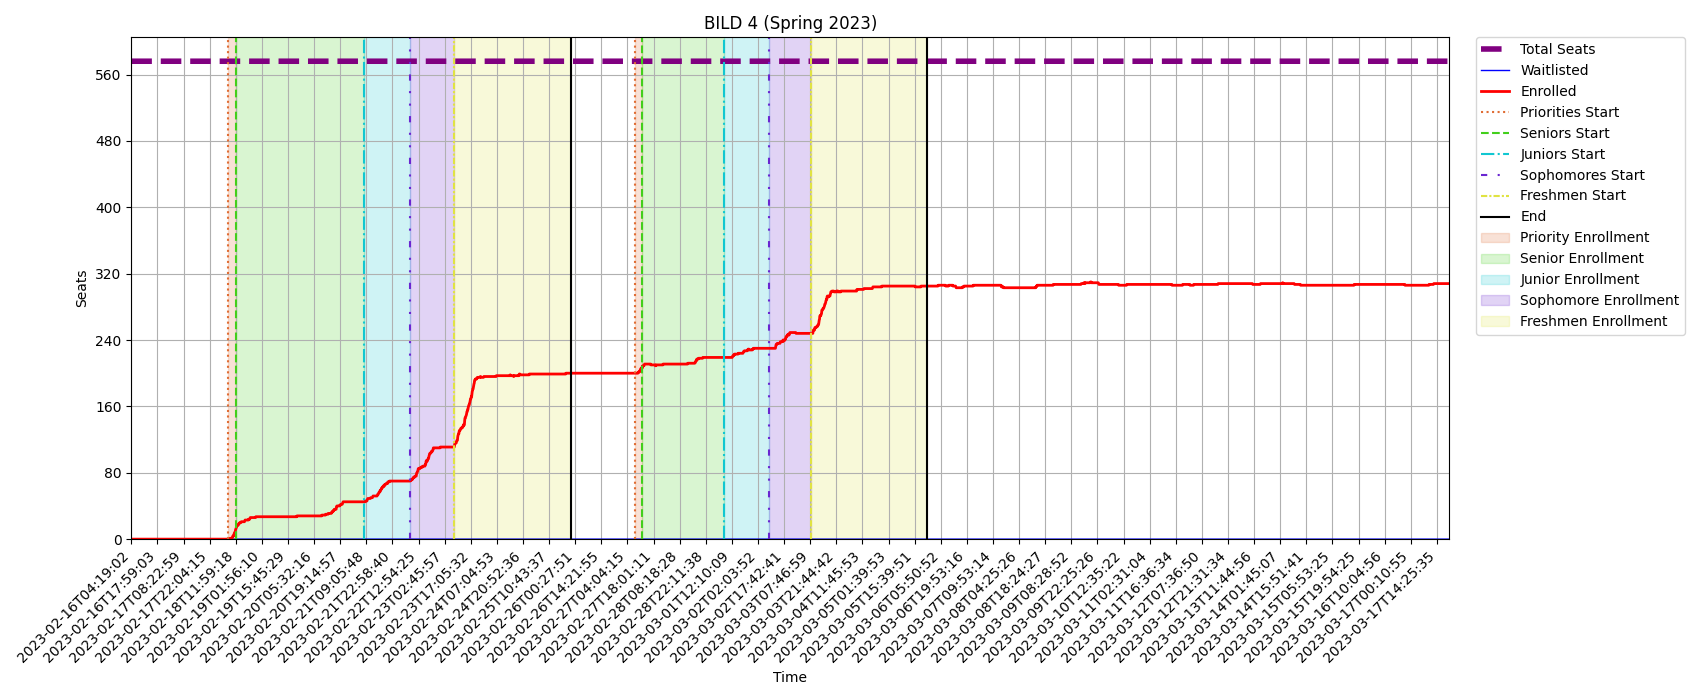 BILD 4 (Spring 2023)
Seats
560
480
400
320
240
160
80
0
2023-02-16T04:19:02
2023-02-16T17:59:03
2023-02-17T08:22:59
2023-02-17T22:04:15
2023-02-18T11:59:18
2023-02-19T01:56:10
2023-02-19T15:45:29
2023-02-20T05:32:16
2023-02-20T19:14:57
2023-02-21T09:05:48
2023-02-21T22:58:40
2023-02-22T12:54:25
2023-02-23T02:45:57
2023-02-23T17:05:32
2023-02-24T07:04:53
2023-02-24T20:52:36
2023-02-25T10:43:37
2023-02-26T00:27:51
2023-02-26T14:21:55
2023-02-27T04:04:15
2023-02-27T18:01:11
2023-02-28T08:18:28
2023-02-28T22:11:38
2023-03-01T12:10:09
2023-03-02T02:03:52
2023-03-02T17:42:41
2023-03-03T07:46:59
2023-03-03T21:44:42
2023-03-04T11:45:53
2023-03-05T01:39:53
2023-03-05T15:39:51
2023-03-06T05:50:52
2023-03-06T19:53:16
2023-03-07T09:53:14
2023-03-08T04:25:26
2023-03-08T18:24:27
2023-03-09T08:28:52
2023-03-09T22:25:26
2023-03-10T12:35:22
2023-03-11T02:31:04
2023-03-11T16:36:34
2023-03-12T07:36:50
2023-03-12T21:31:34
2023-03-13T11:44:56
2023-03-14T01:45:07
2023-03-14T15:51:41
2023-03-15T05:53:25
2023-03-15T19:54:25
2023-03-16T10:04:56
2023-03-17T00:10:55
2023-03-17T14:25:35
Time
Total Seats
Waitlisted
Enrolled
Priorities Start
Seniors Start
Juniors Start
Sophomores Start
Freshmen Start
End
Priority Enrollment
Senior Enrollment
Junior Enrollment
Sophomore Enrollment
Freshmen Enrollment